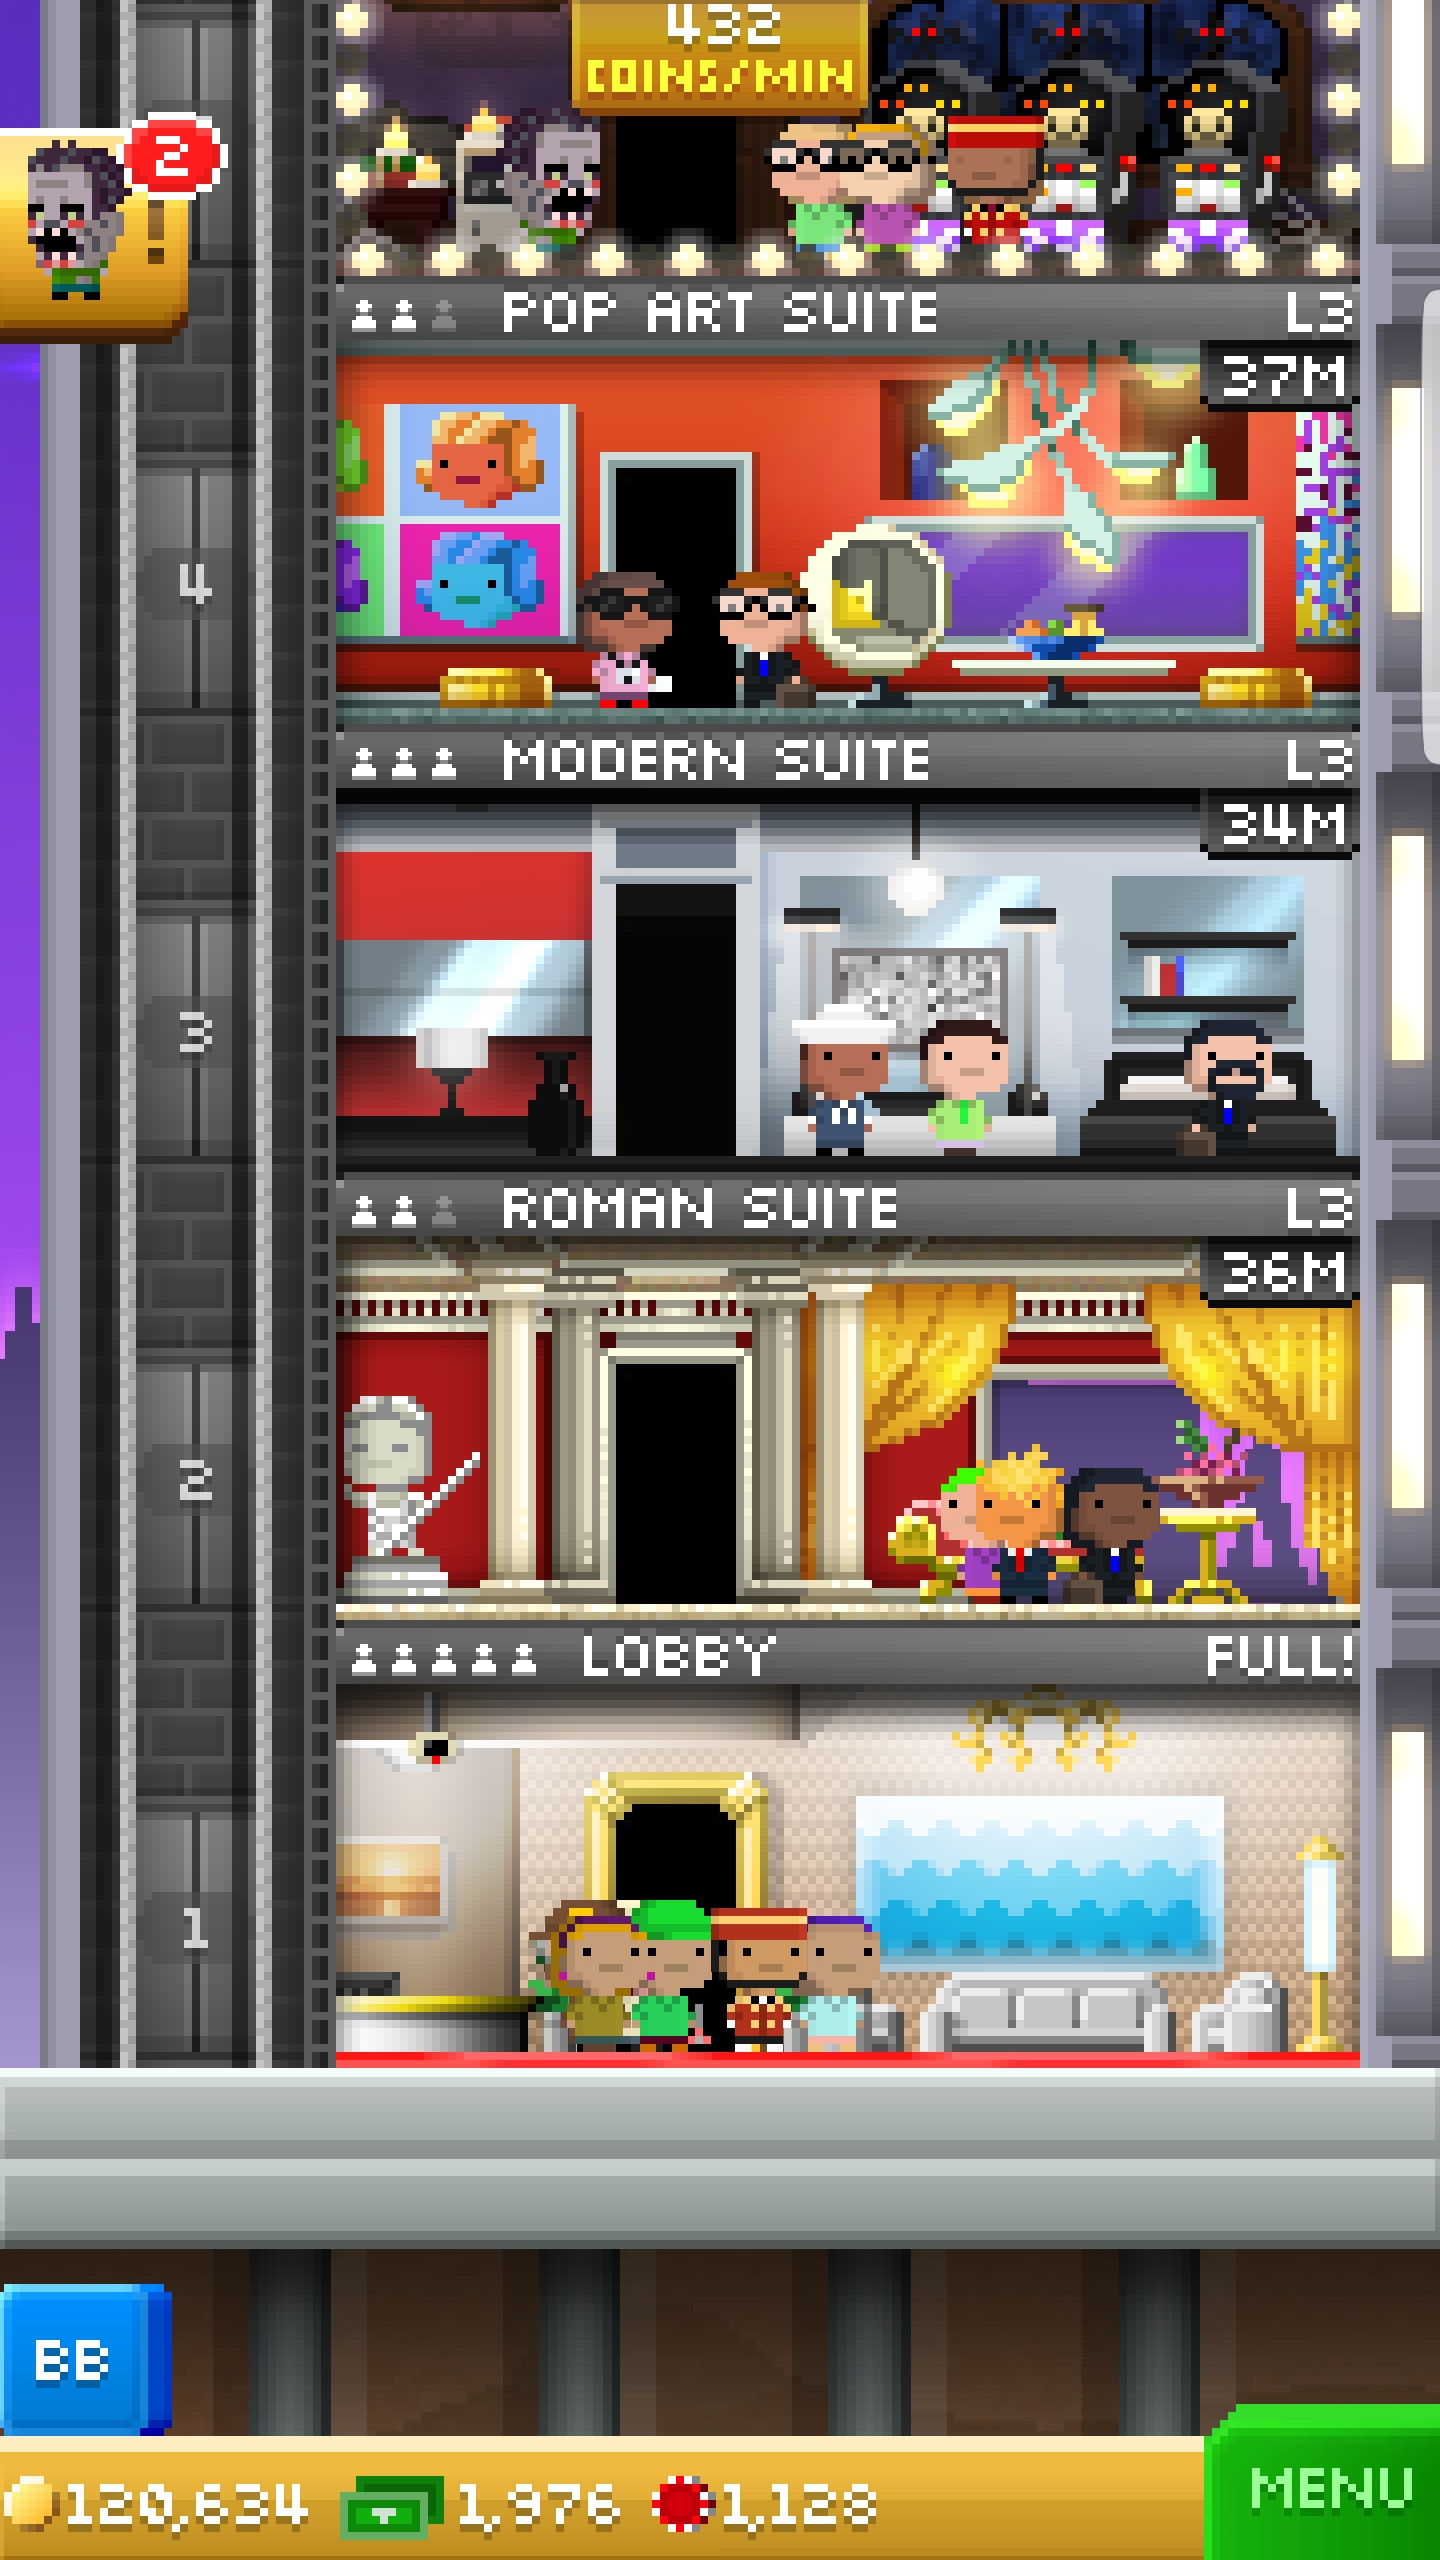 432
COINS/MIN
2
!
POP ART SUITE L3
37M
4
MODERN SUITE L3
34M
3
ROMAN SUITE L3
36M
2
LOBBY FULL!
1
BB
120,634 1,976 1,128
MENU